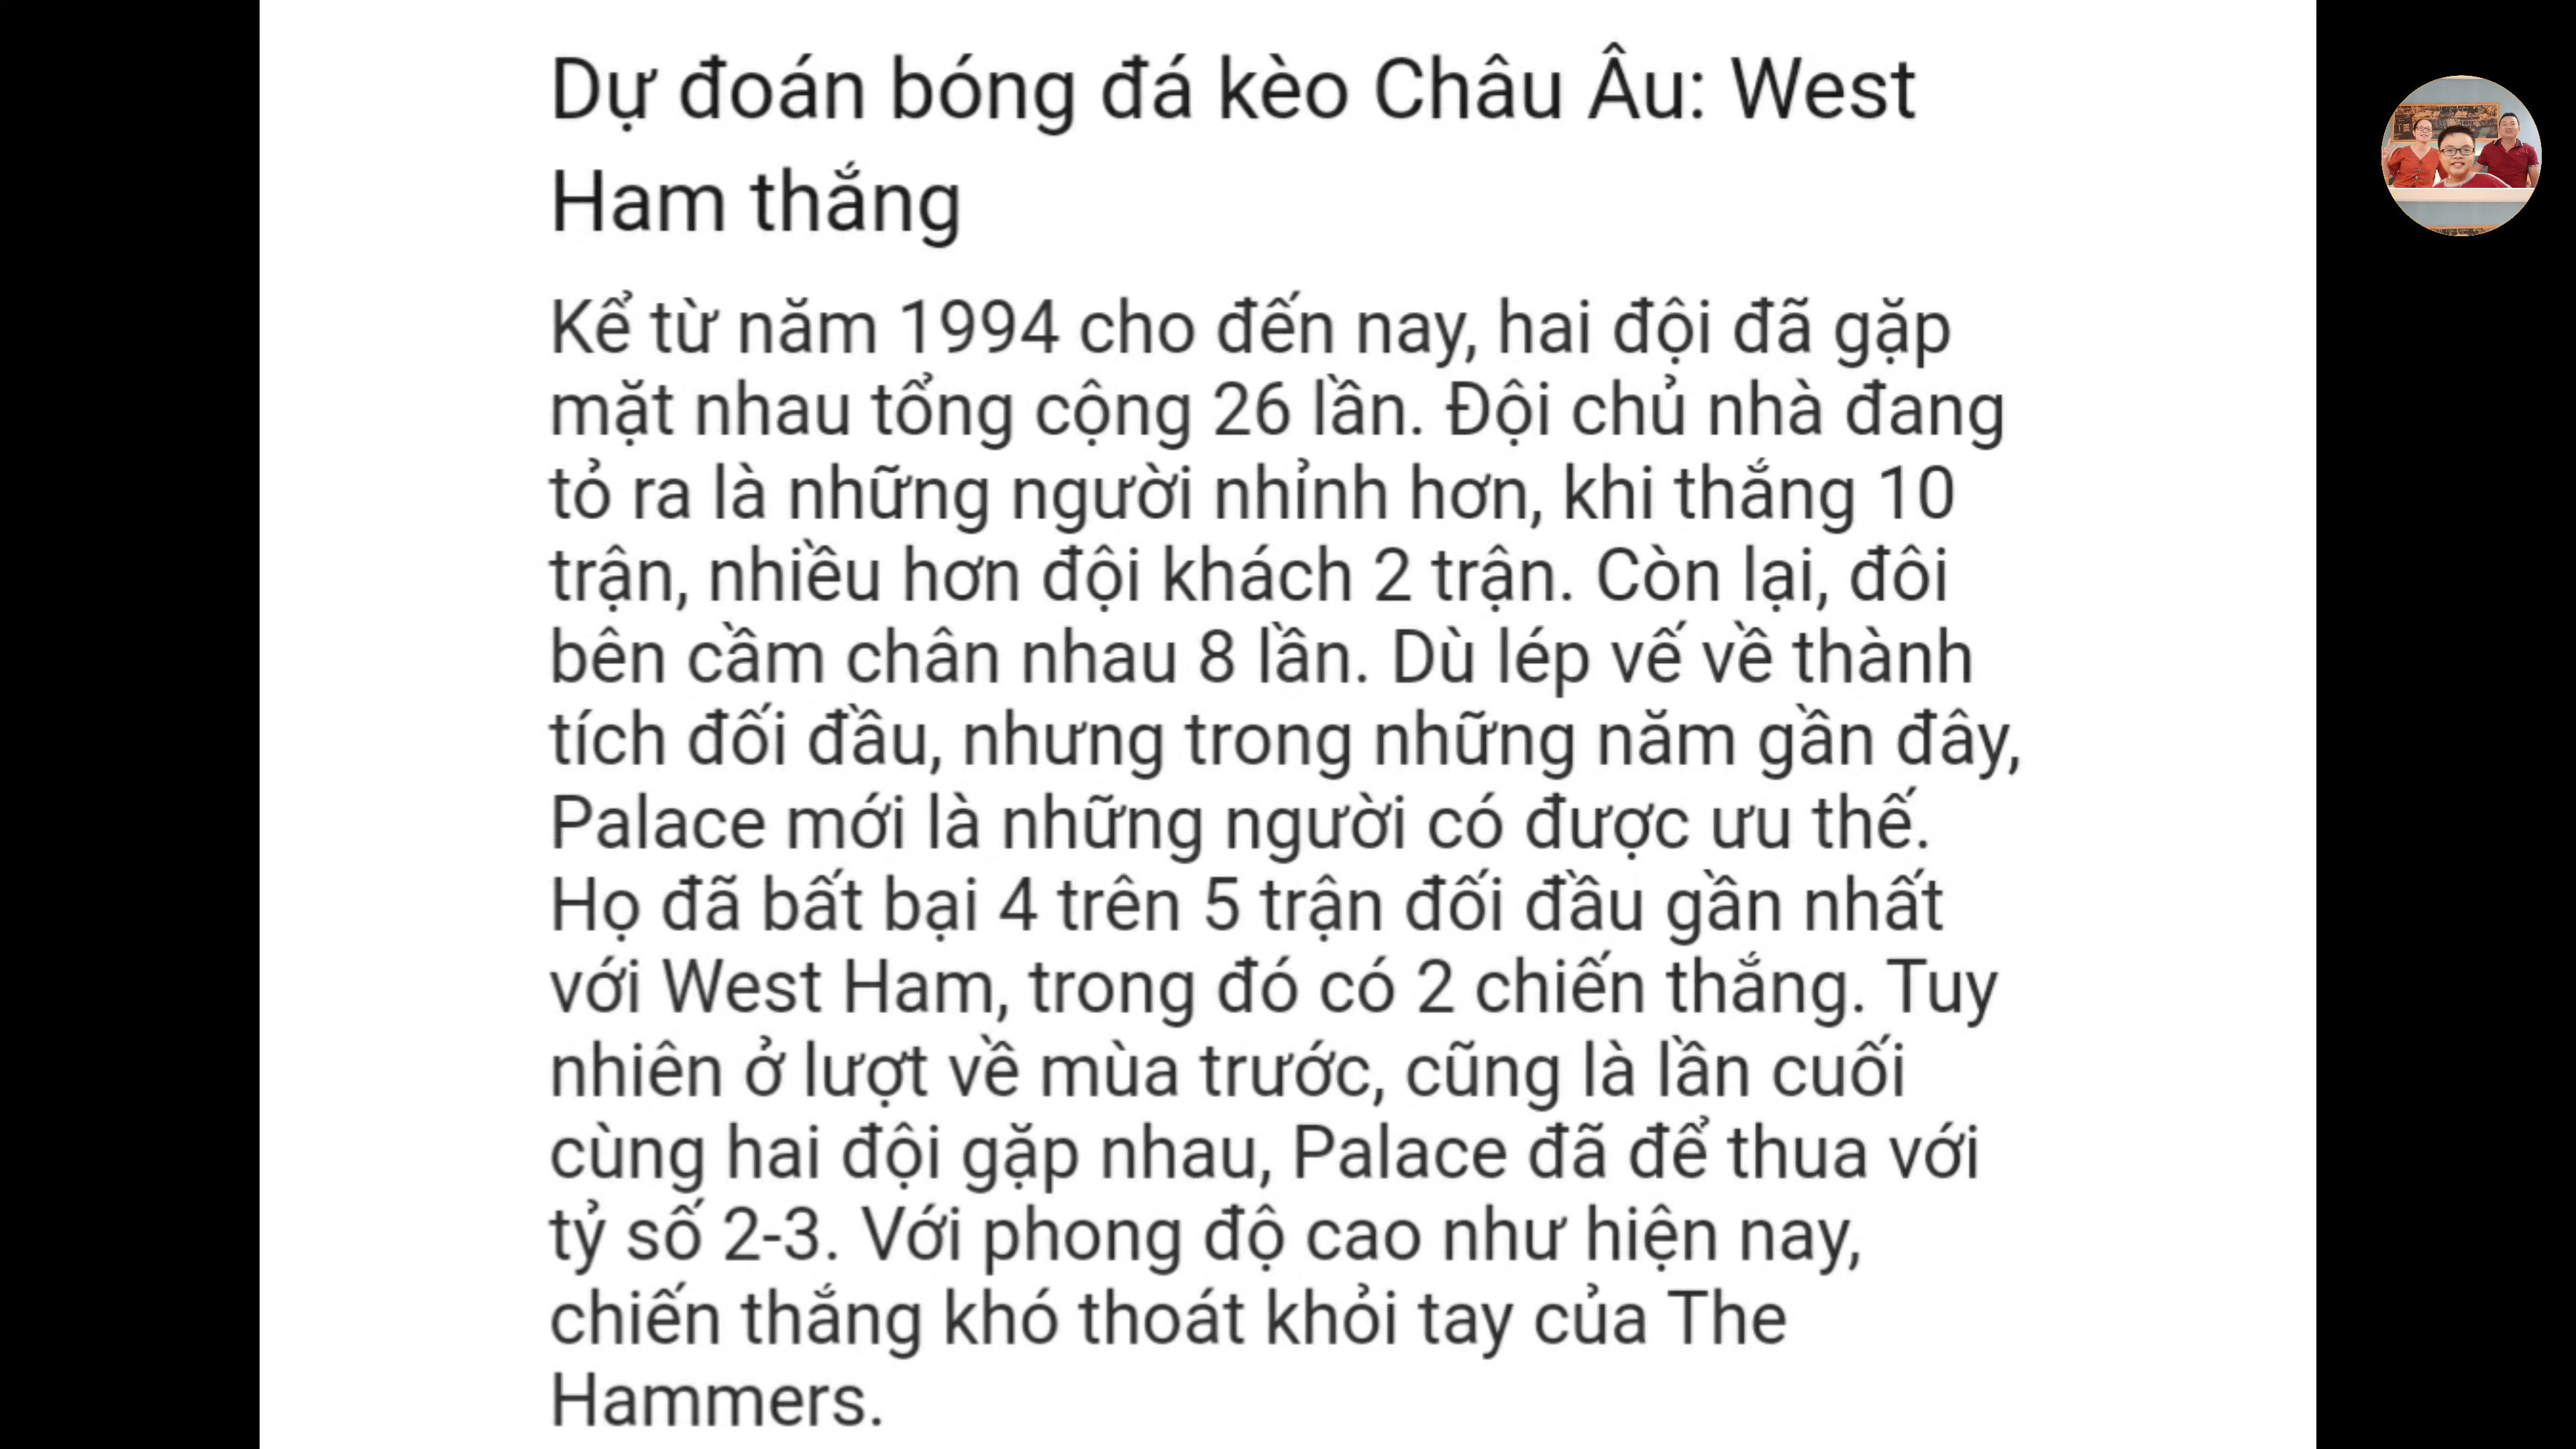 Dự đoán bóng đá kèo Châu Âu: West
Ham thắng
Kể từ năm 1994 cho đến nay, hai đội đã gặp
mặt nhau tổng cộng 26 lần. Đội chủ nhà đang
tỏ ra là những người nhỉnh hơn, khi thắng 10
trận, nhiều hơn đội khách 2 trận. Còn lại, đôi
bên cầm chân nhau 8 lần. Dù lép vế về thành
tích đối đầu, nhưng trong những năm gần đây,
Palace mới là những người có được ưu thế.
Họ đã bất bại 4 trên 5 trận đối đầu gần nhất
với West Ham, trong đó có 2 chiến thắng. Tuy
nhiên ở lượt về mùa trước, cũng là lần cuối
cùng hai đội gặp nhau, Palace đã để thua với
tỷ số 2-3. Với phong độ cao như hiện nay,
chiến thắng khó thoát khỏi tay của The
Hammers.